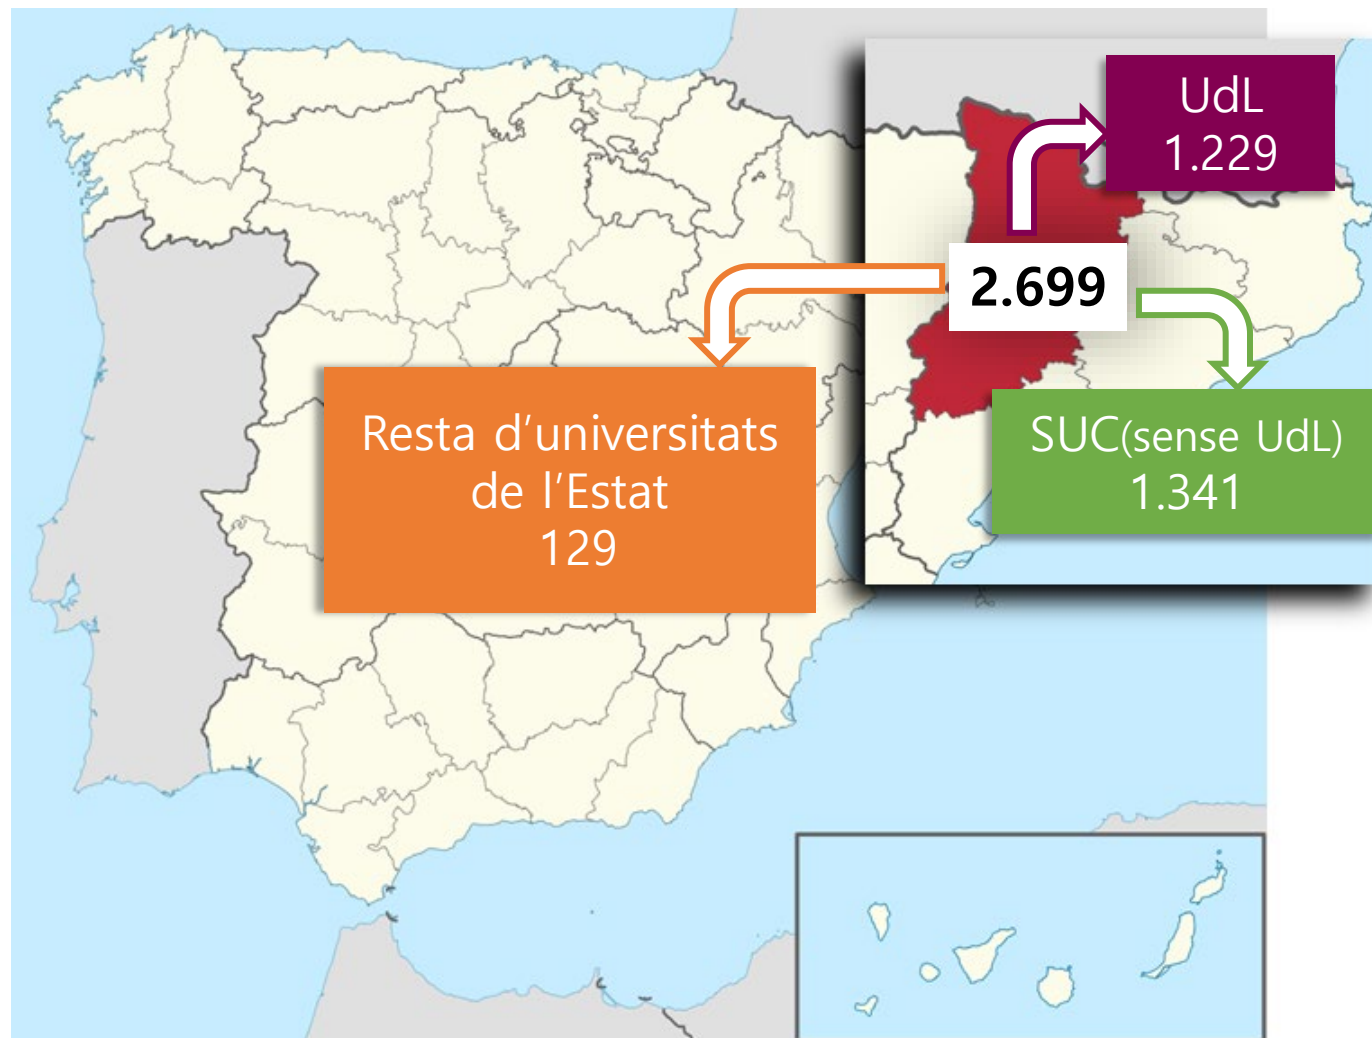 UdL
1.229
2.699
SUC(sense UdL)
1.341
Resta d’universitats
de l’Estat
129